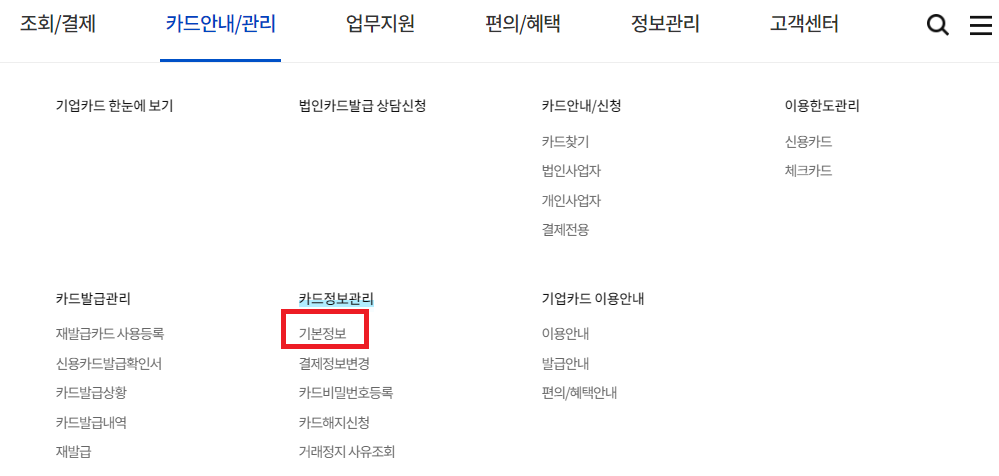 조회/결제
카드안내/관리
업무지원
편의/혜택
정보관리
고객센터
기업카드 한눈에 보기
법인카드발급 상담신청
카드안내/신청
카드찾기
법인사업자
개인사업자
결제전용
이용한도관리
신용카드
체크카드
카드발급관리
재발급카드 사용등록
신용카드발급확인서
카드발급상황
카드발급내역
재발급
카드정보관리
기본정보
결제정보변경
카드비밀번호등록
카드해지신청
거래정지 사유조회
기업카드 이용안내
이용안내
발급안내
편의/혜택안내